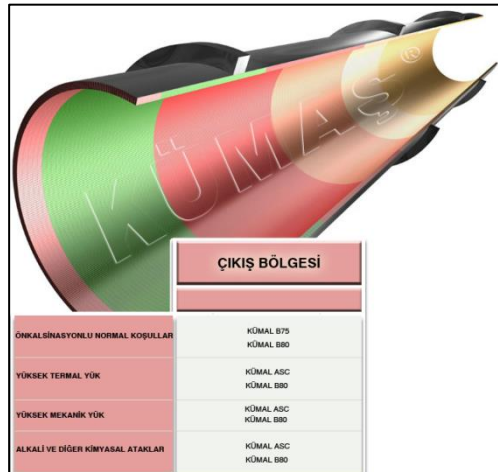 KÜMAŞ ®
ÇIKIŞ BÖLGESİ
ÖNKALSİNASYONLU NORMAL KOŞULLAR
KÜMAL B75
KÜMAL B80
YÜKSEK TERMAL YÜK
KÜMAL ASC
KÜMAL B80
YÜKSEK MEKANİK YÜK
KÜMAL ASC
KÜMAL B80
ALKALİ VE DİĞER KİMYASAL ATAKLAR
KÜMAL ASC
KÜMAL B80